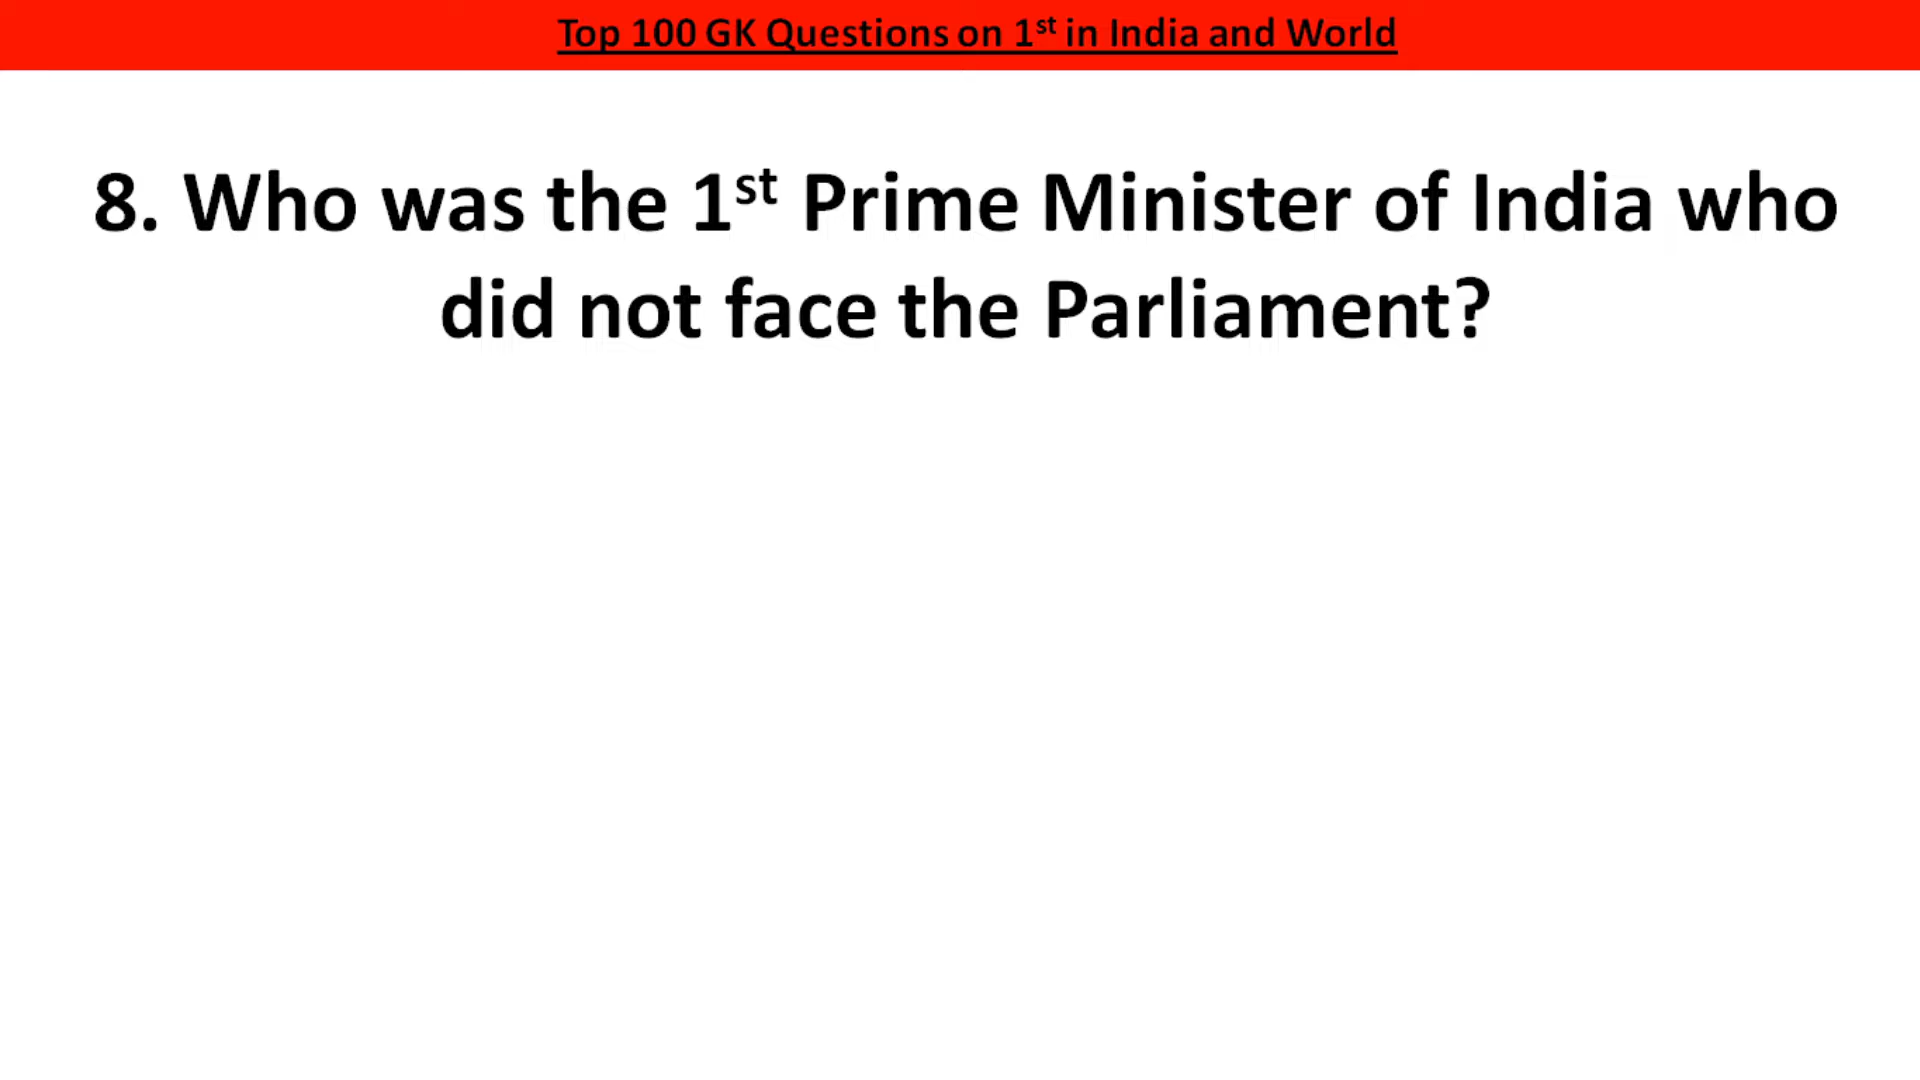 Top 100 GK Questions on 1st in India and World
8. Who was the 1st Prime Minister of India who
did not face the Parliament?